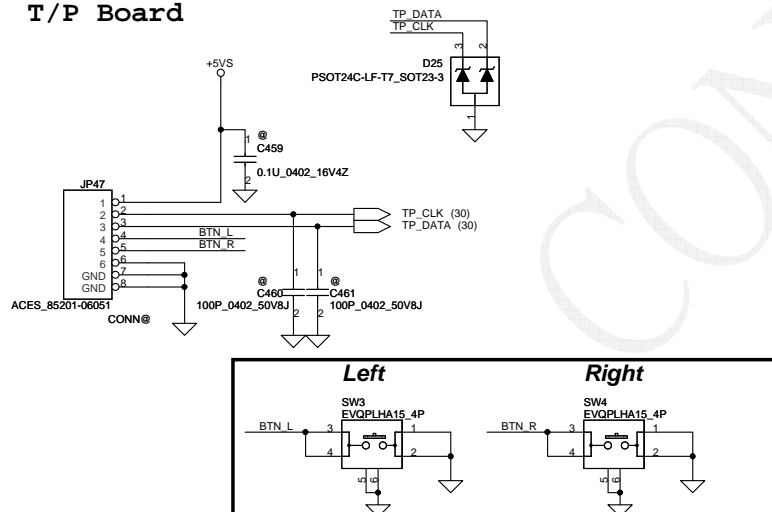 T/P Board
TP_DATA
TP_CLK
3
2
D25
PSOT24C-LF-T7_SOT23-3
1
+5VS
1
@
C459
0.1U_0402_16V4Z
2
JP47
1
1
2
2
3
3
4
4
BTN_L
5
5
BTN_R
6
6
GND
7
GND
8
ACES_85201-06051
CONN@
TP_CLK (30)
TP_DATA (30)
1
@
C460
100P_0402_50V8J
2
1
@
C461
100P_0402_50V8J
2
Left
Right
SW3
EVQPLHA15_4P
BTN_L
3
1
4
2
5
6
SW4
EVQPLHA15_4P
BTN_R
3
1
4
2
5
6
CON